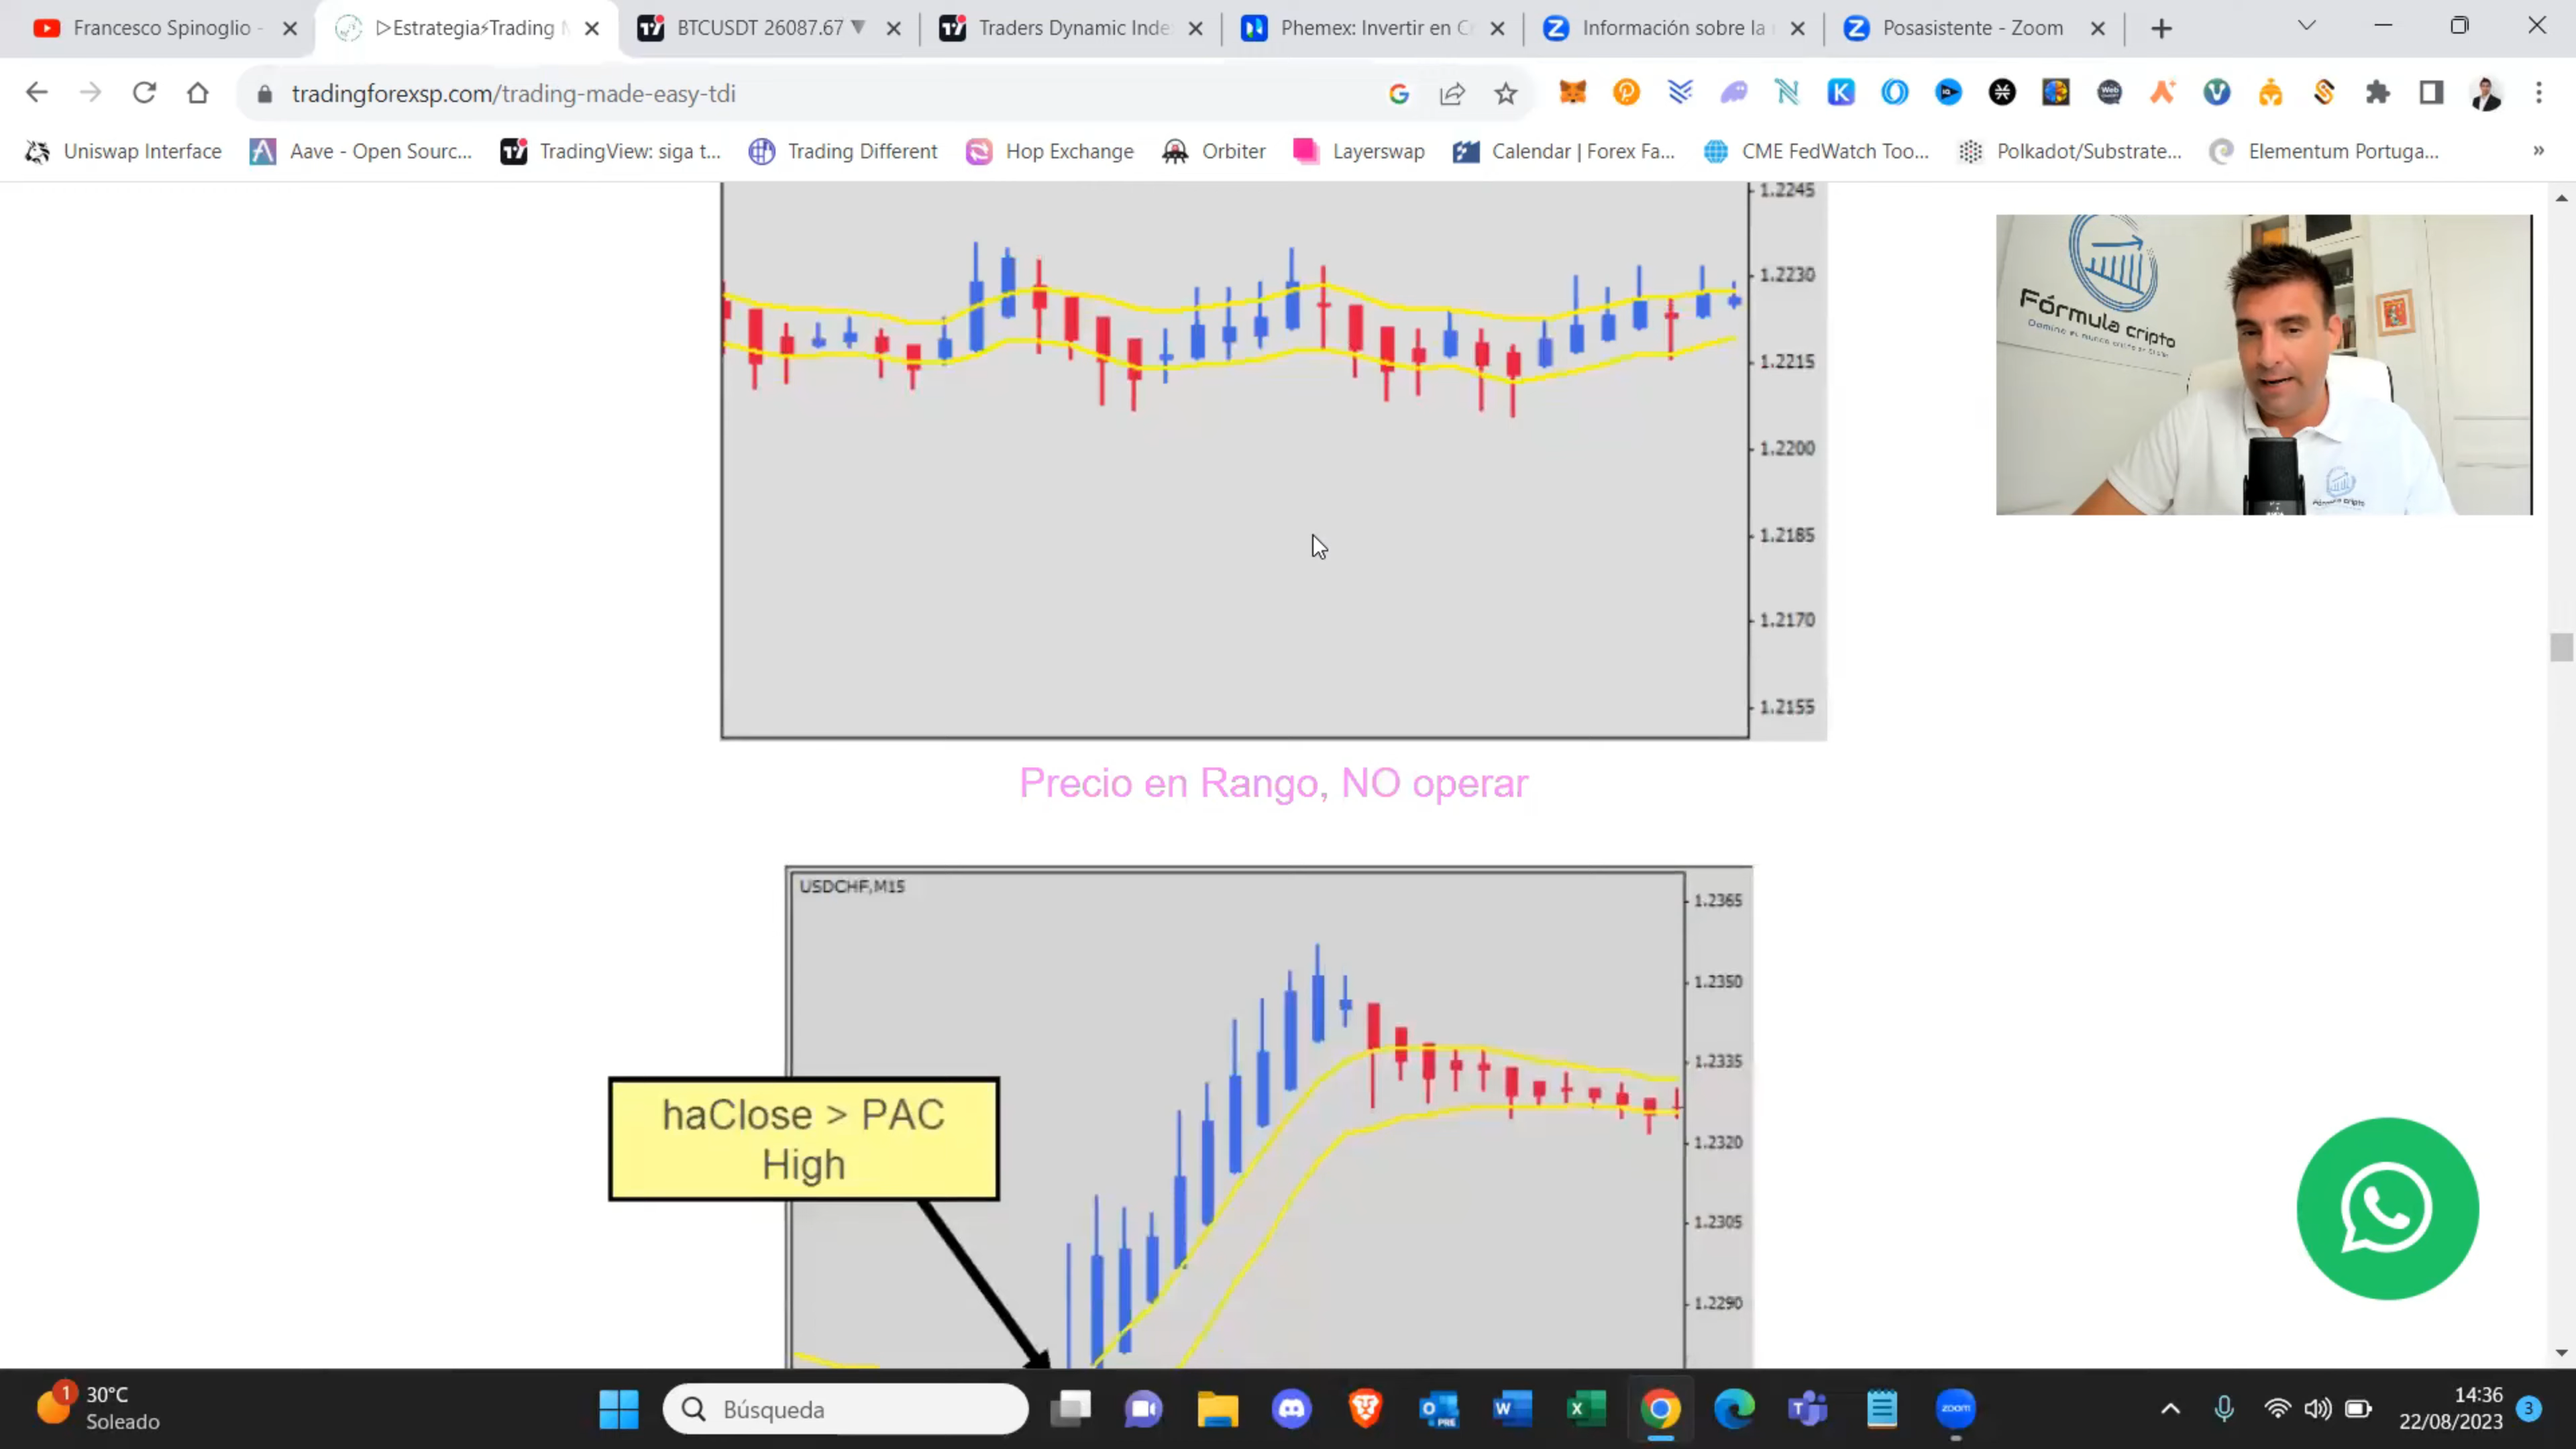 Francesco Spinoglio -
▷Estrategia⚡Trading M
BTCUSDT 26087.67 ▼
Traders Dynamic Inde
Phemex: Invertir en C
Información sobre la
Posasistente - Zoom
tradingforexsp.com/trading-made-easy-tdi
Uniswap Interface
Aave - Open Sourc...
TradingView: siga t...
Trading Different
Hop Exchange
Orbiter
Layerswap
Calendar | Forex Fa...
CME FedWatch Too...
Polkadot/Substrate...
Elementum Portuga...
»
1.2245
1.2230
1.2215
1.2200
1.2185
1.2170
1.2155
Fórmula cripto
Precio en Rango, NO operar
USDCHF,M15
1.2365
1.2350
1.2335
1.2320
1.2305
1.2290
haClose > PAC
High
1
30°C
Soleado
Búsqueda
PRE
zoom
14:36
22/08/2023
3